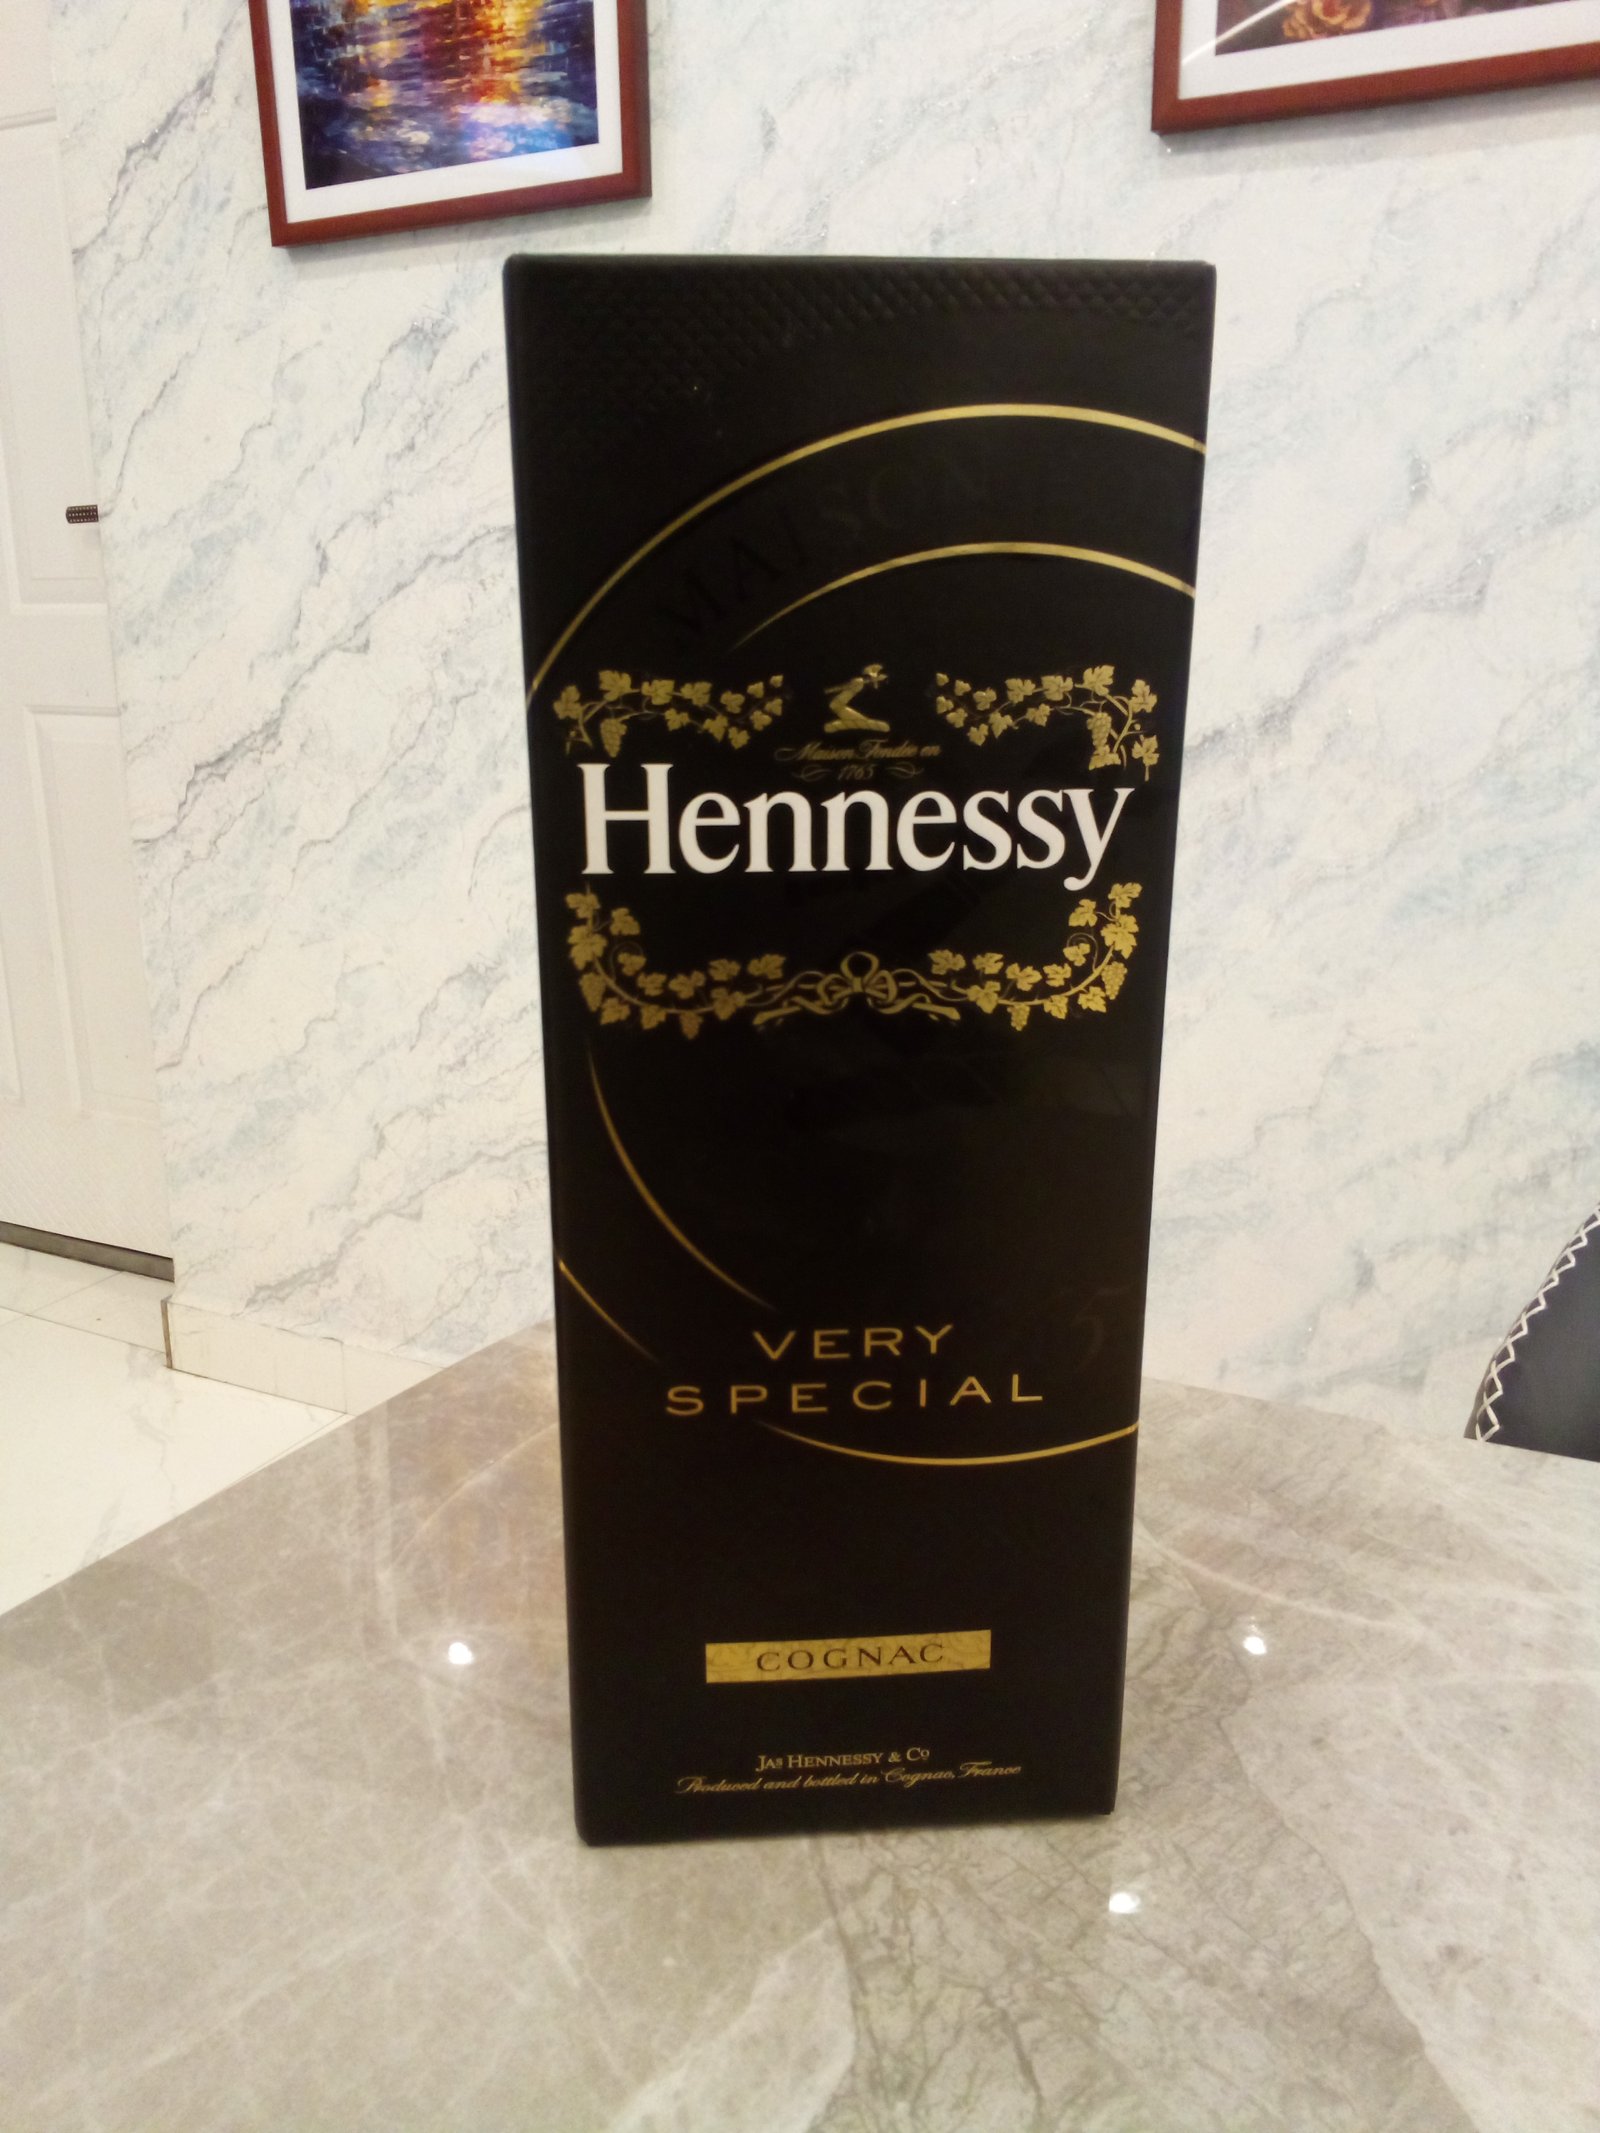 Maison Fondée en
1765
Hennessy
VERY
SPECIAL
COGNAC
JAS HENNESSY & CO
Produced and bottled in Cognac, France